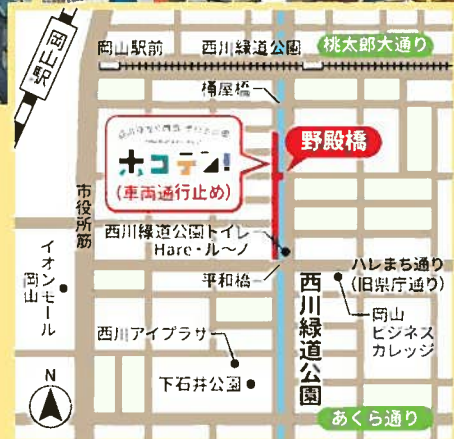 岡山駅
岡山駅前
西川緑道公園
桃太郎大通り
桶屋橋
野殿橋
ホコテン!
(車両通行止め)
市役所筋
西川緑道公園トイレ
Hare・ル〜ノ
平和橋
イオンモール
岡山
西川緑道公園
ハレまち通り
(旧県庁通り)
岡山
ビジネス
カレッジ
西川アイプラザ
下石井公園
N
あくら通り